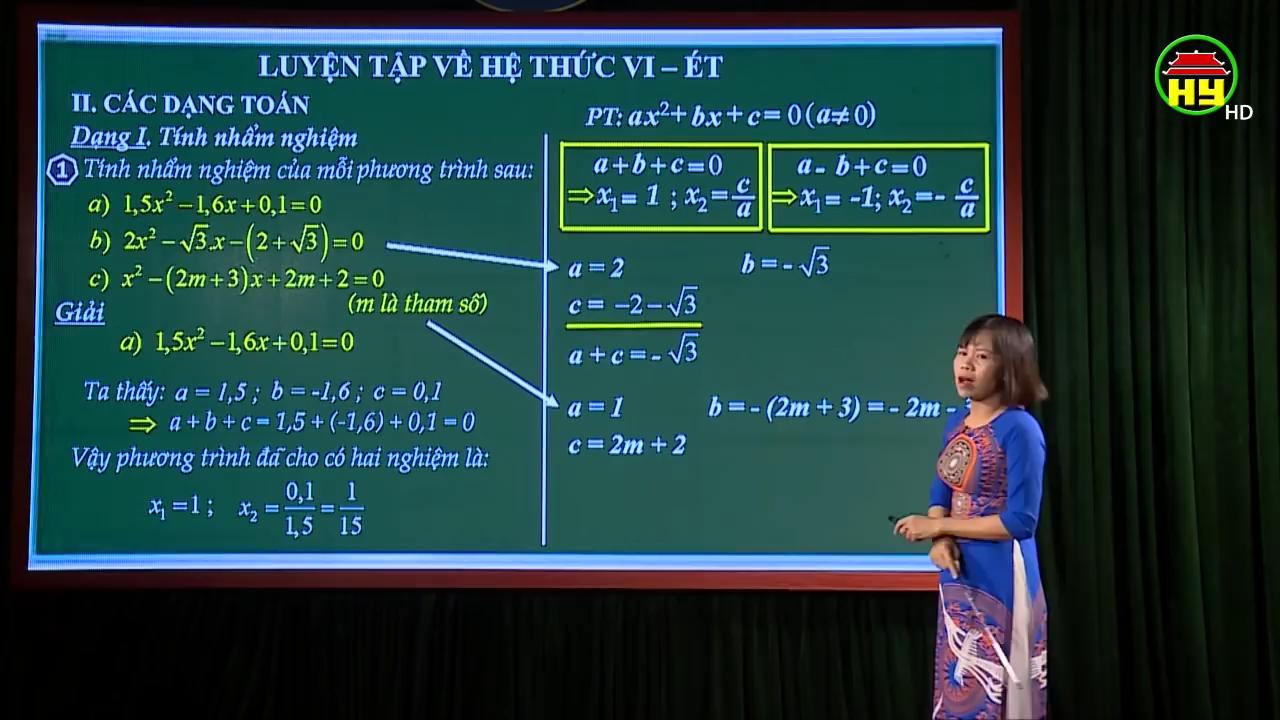 LUYỆN TẬP VỀ HỆ THỨC VI – ÉT
II. CÁC DẠNG TOÁN
Dạng I. Tính nhẩm nghiệm
1 Tính nhẩm nghiệm của mỗi phương trình sau:
a) 1,5x² – 1,6x + 0,1 = 0
b) 2x² – √3.x – (2 + √3) = 0
c) x² – (2m + 3)x + 2m + 2 = 0
(m là tham số)
Giải
a) 1,5x² – 1,6x + 0,1 = 0
Ta thấy: a = 1,5 ; b = -1,6 ; c = 0,1
⇒ a + b + c = 1,5 + (-1,6) + 0,1 = 0
Vậy phương trình đã cho có hai nghiệm là:
x₁ = 1 ; x₂ = 0,1/1,5 = 1/15
PT: ax² + bx + c = 0 (a ≠ 0)
a + b + c = 0
⇒ x₁ = 1 ; x₂ = c/a
a - b + c = 0
⇒ x₁ = -1; x₂ = - c/a
a = 2 b = - √3
c = –2 – √3
a + c = - √3
a = 1 b = - (2m + 3) = - 2m -
c = 2m + 2
HY
HD